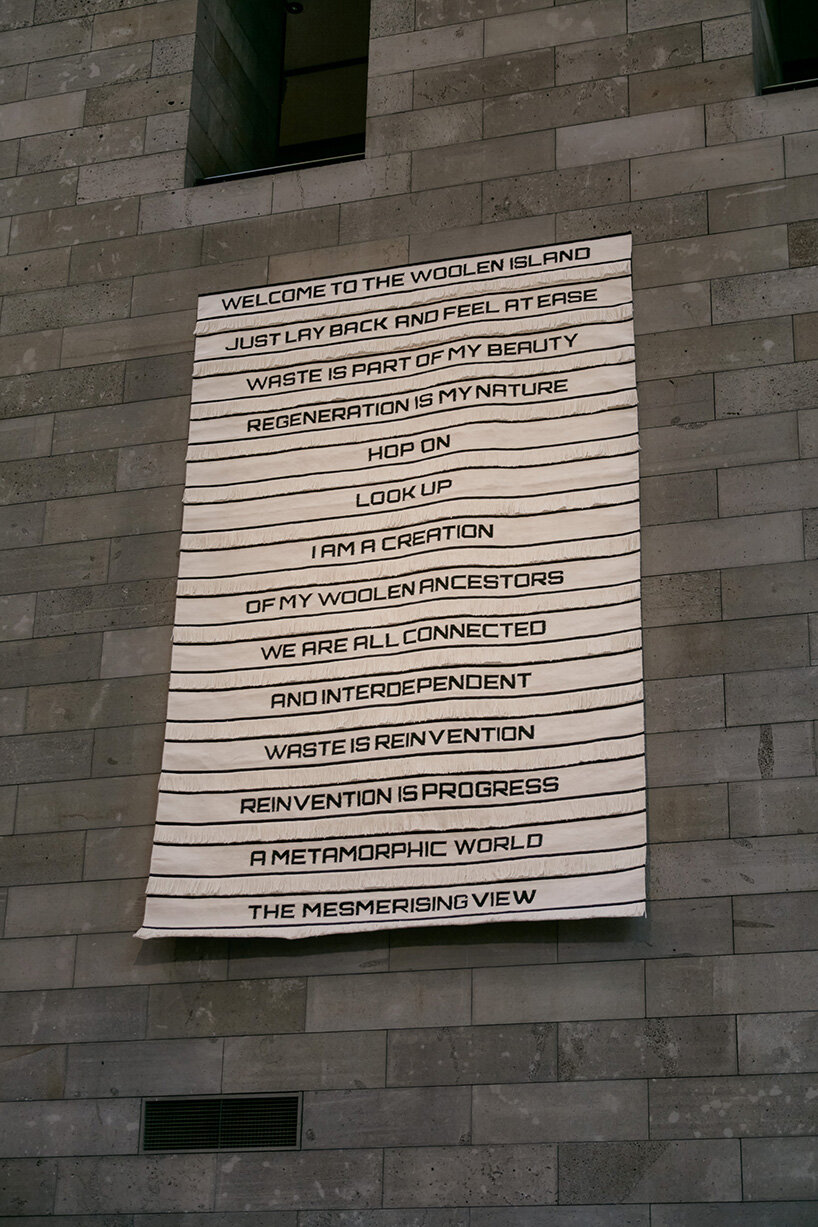 WELCOME TO THE WOOLEN ISLAND
JUST LAY BACK AND FEEL AT EASE
WASTE IS PART OF MY BEAUTY
REGENERATION IS MY NATURE
HOP ON
LOOK UP
I AM A CREATION
OF MY WOOLEN ANCESTORS
WE ARE ALL CONNECTED
AND INTERDEPENDENT
WASTE IS REINVENTION
REINVENTION IS PROGRESS
A METAMORPHIC WORLD
THE MESMERISING VIEW